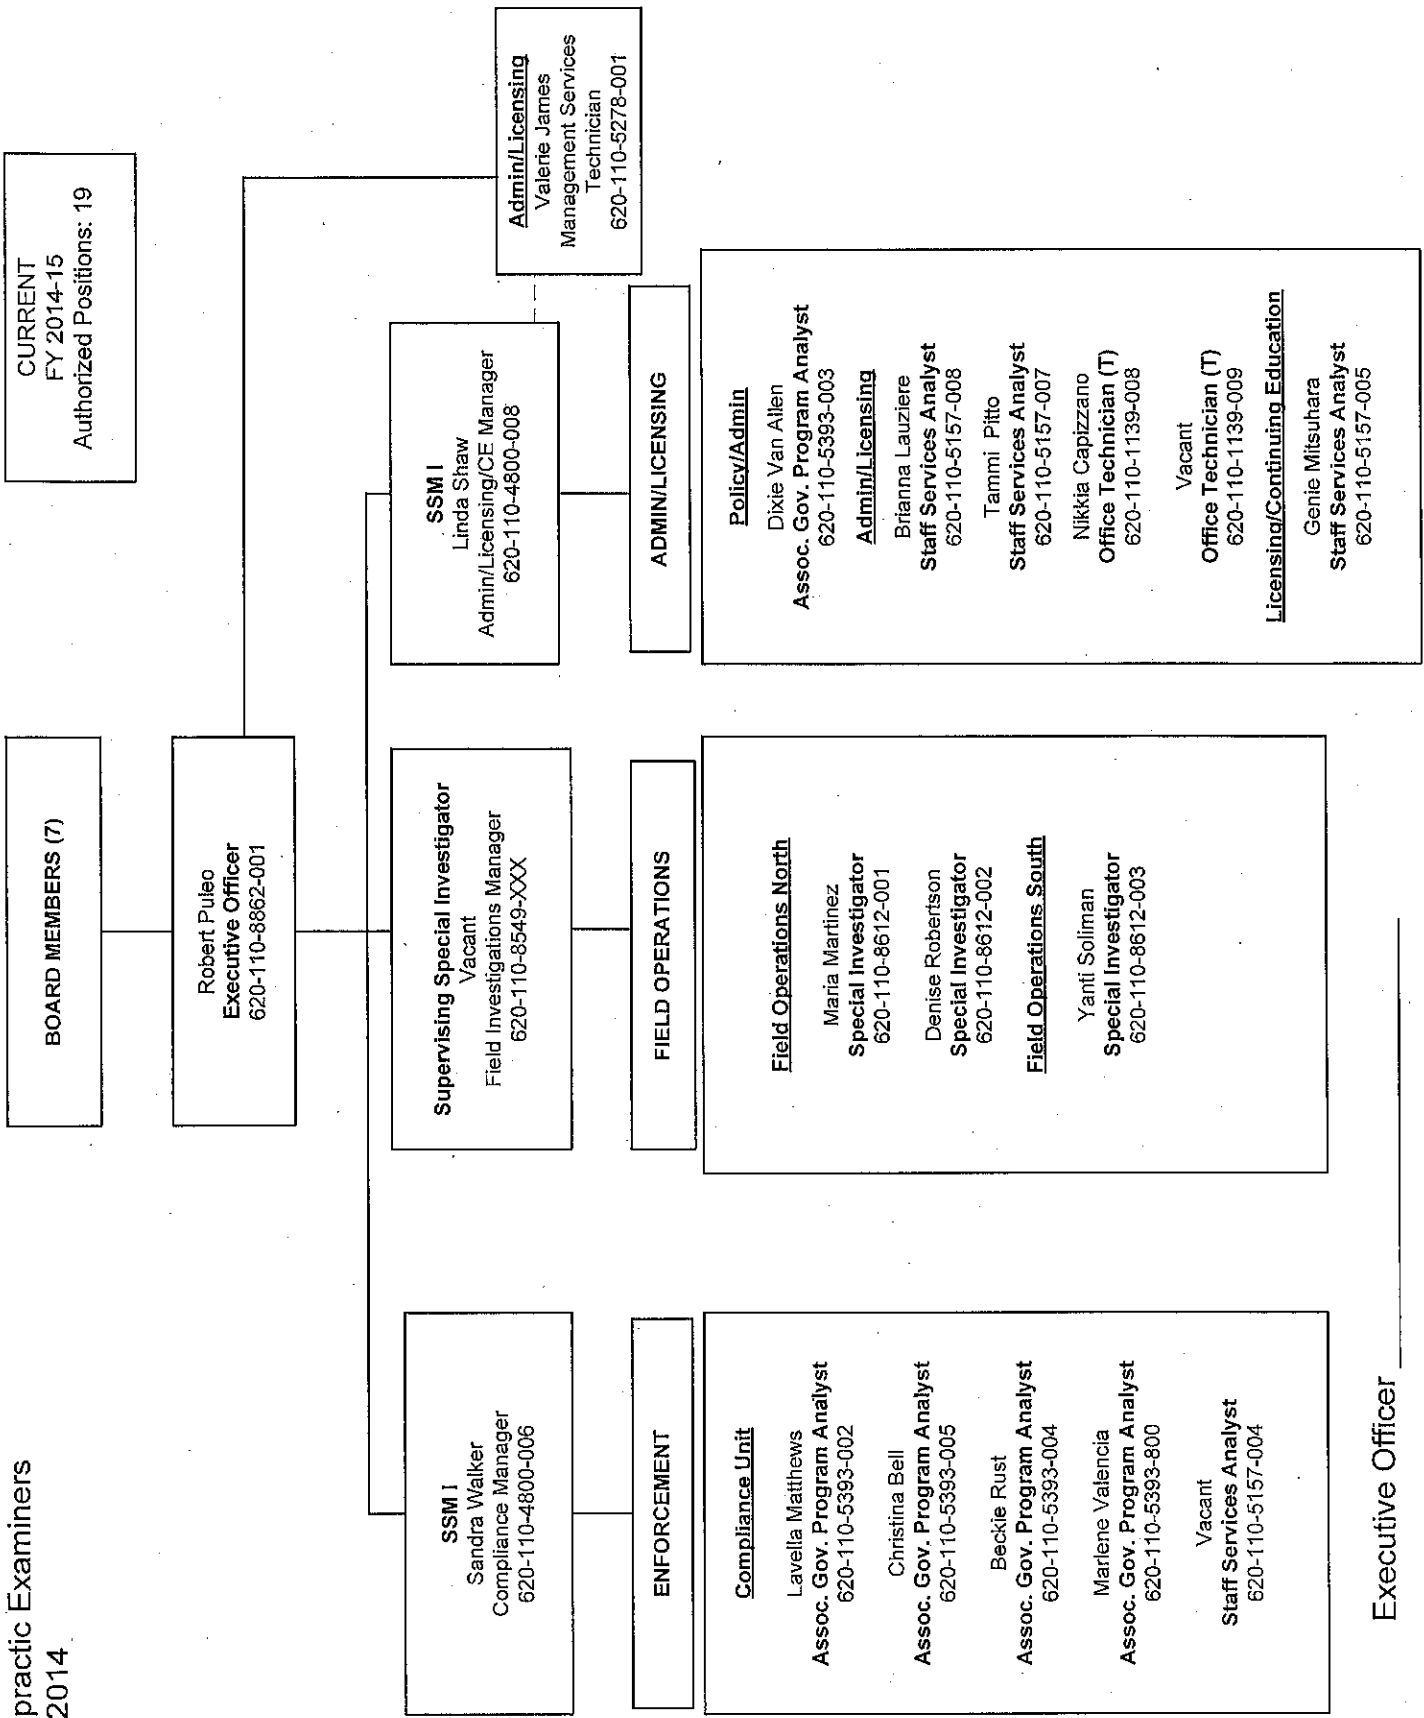 practic Examiners
2014
CURRENT
FY 2014-15
Authorized Positions: 19
BOARD MEMBERS (7)
Robert Puleo
Executive Officer
620-110-8862-001
Admin/Licensing
Valerie James
Management Services
Technician
620-110-5278-001
SSM I
Sandra Walker
Compliance Manager
620-110-4800-006
Supervising Special Investigator
Vacant
Field Investigations Manager
620-110-8549-XXX
SSM I
Linda Shaw
Admin/Licensing/CE Manager
620-110-4800-008
ENFORCEMENT
FIELD OPERATIONS
ADMIN/LICENSING
Compliance Unit
Lavella Matthews
Assoc. Gov. Program Analyst
620-110-5393-002
Christina Bell
Assoc. Gov. Program Analyst
620-110-5393-005
Beckie Rust
Assoc. Gov. Program Analyst
620-110-5393-004
Marlene Valencia
Assoc. Gov. Program Analyst
620-110-5393-800
Vacant
Staff Services Analyst
620-110-5157-004
Field Operations North
Maria Martinez
Special Investigator
620-110-8612-001
Denise Robertson
Special Investigator
620-110-8612-002
Field Operations South
Yanti Soliman
Special Investigator
620-110-8612-003
Policy/Admin
Dixie Van Allen
Assoc. Gov. Program Analyst
620-110-5393-003
Admin/Licensing
Brianna Lauziere
Staff Services Analyst
620-110-5157-008
Tammi Pitto
Staff Services Analyst
620-110-5157-007
Nikkia Capizzano
Office Technician (T)
620-110-1139-008
Vacant
Office Technician (T)
620-110-1139-009
Licensing/Continuing Education
Genie Mitsuhara
Staff Services Analyst
620-110-5157-005
Executive Officer